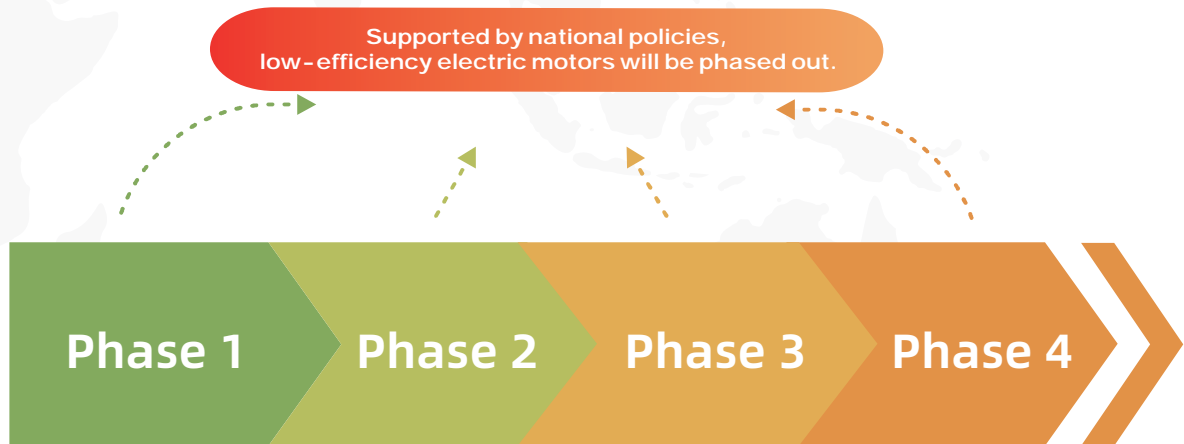 Supported by national policies,
low-efficiency electric motors will be phased out.
Phase 1
Phase 2
Phase 3
Phase 4